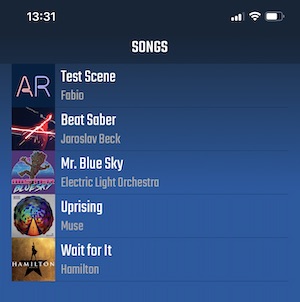 13:31
SONGS
AR
Test Scene
Fabio
Beat Saber
Jaroslav Beck
BLUESKY
Mr. Blue Sky
Electric Light Orchestra
Uprising
Muse
HAMILTON
Wait for It
Hamilton